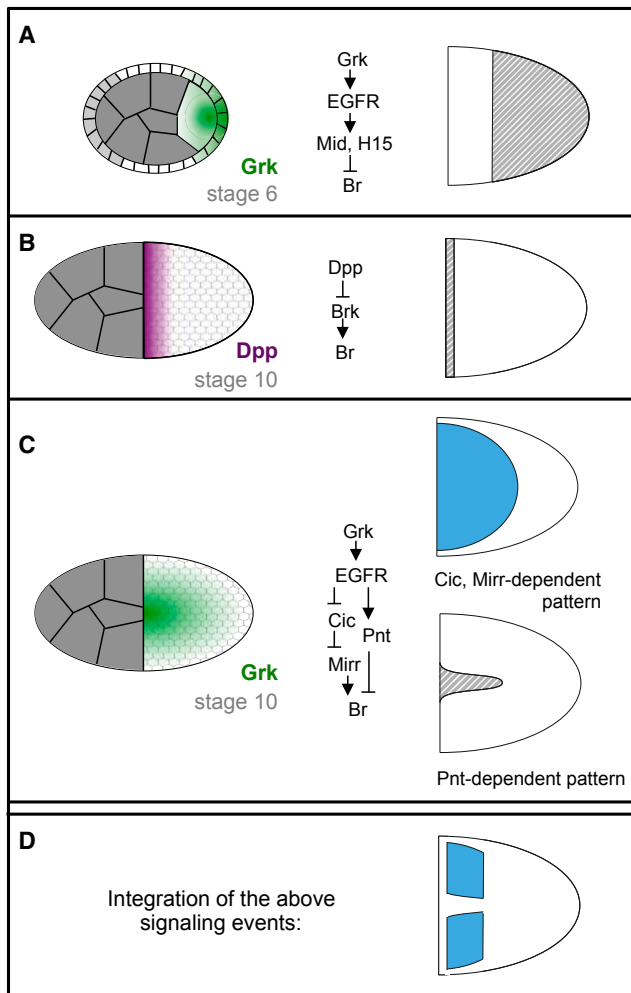 A
Grk
stage 6
Grk
EGFR
Mid, H15
Br
B
Dpp
stage 10
Dpp
Brk
Br
C
Grk
stage 10
Grk
EGFR
Cic
Pnt
Mirr
Br
Cic, Mirr-dependent
pattern
Pnt-dependent pattern
D
Integration of the above
signaling events: